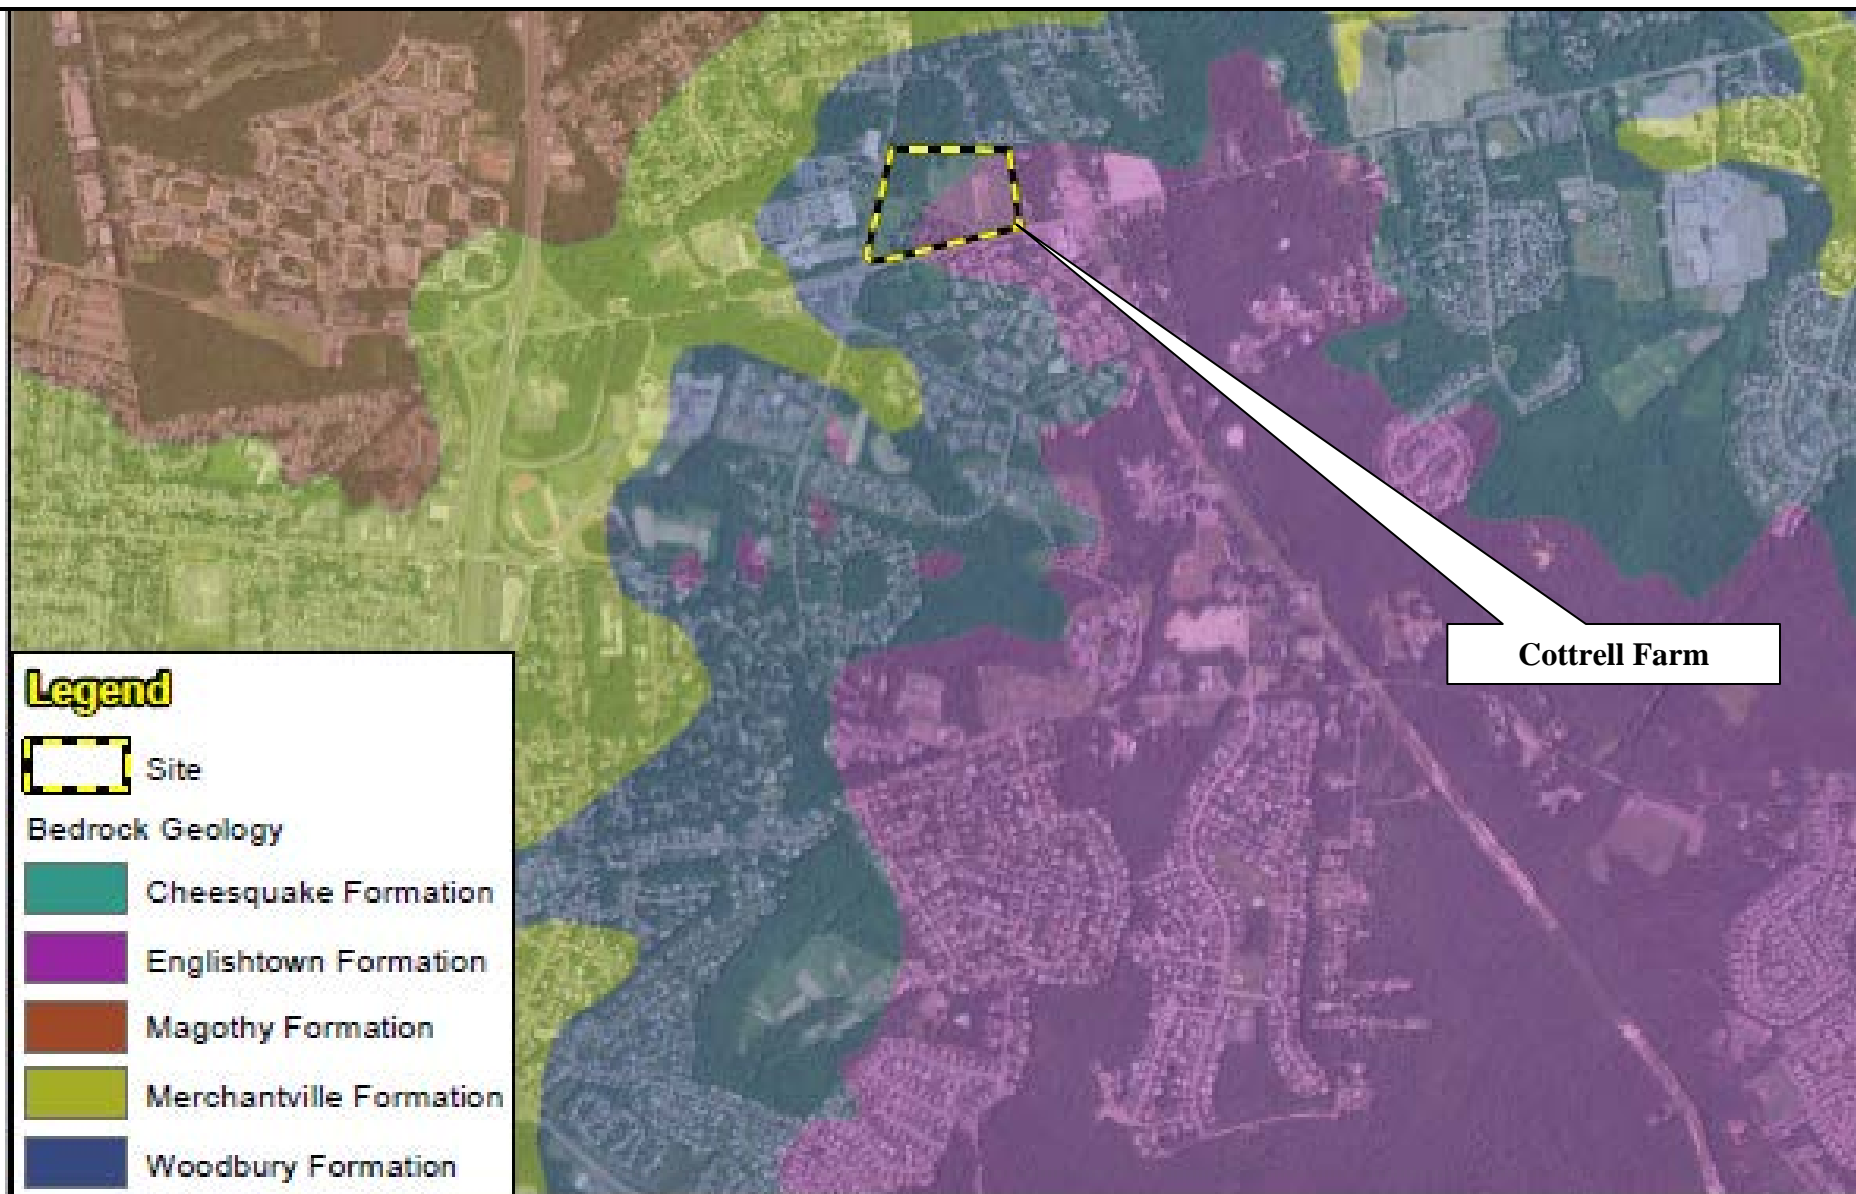 Cottrell Farm
Legend
Site
Bedrock Geology
Cheesquake Formation
Englishtown Formation
Magothy Formation
Merchantville Formation
Woodbury Formation